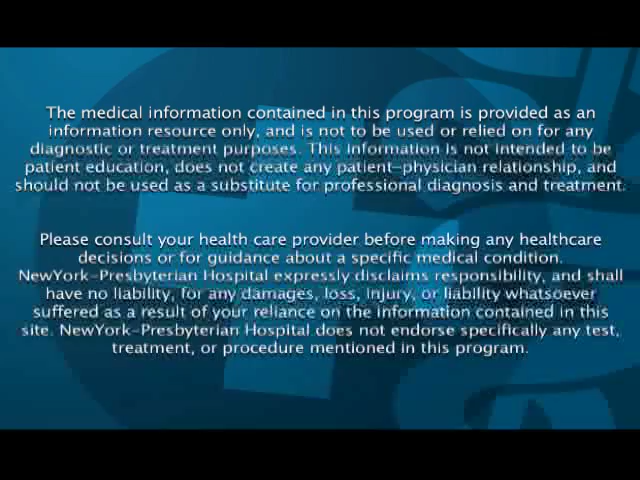 The medical information contained in this program is provided as an
information resource only, and is not to be used or relied on for any
diagnostic or treatment purposes. This information is not intended to be
patient education, does not create any patient-physician relationship, and
should not be used as a substitute for professional diagnosis and treatment.
Please consult your health care provider before making any healthcare
decisions or for guidance about a specific medical condition.
NewYork-Presbyterian Hospital expressly disclaims responsibility, and shall
have no liability, for any damages, loss, injury, or liability whatsoever
suffered as a result of your reliance on the information contained in this
site. NewYork-Presbyterian Hospital does not endorse specifically any test,
treatment, or procedure mentioned in this program.